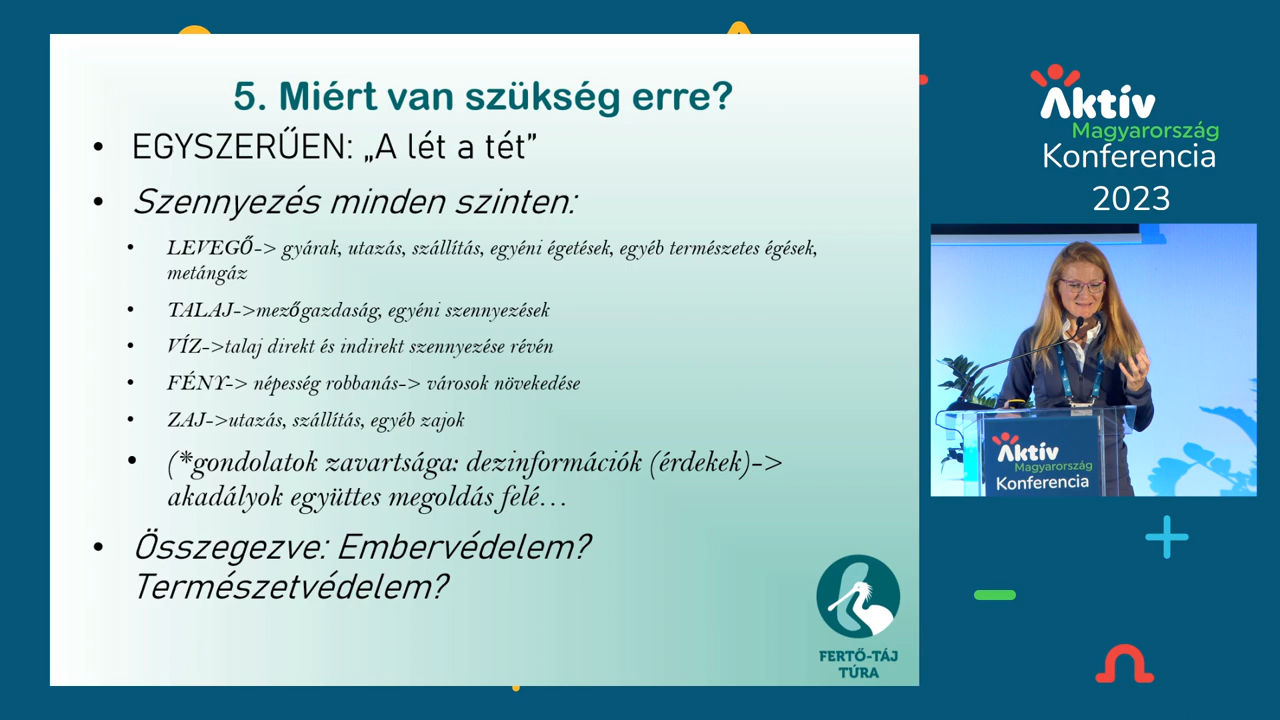 5. Miért van szükség erre?
• EGYSZERŰEN: „A lét a tét”
• Szennyezés minden szinten:
• LEVEGŐ-> gyárak, utazás, szállítás, egyéni égetések, egyéb természetes égések,
metángáz
• TALAJ->mezőgazdaság, egyéni szennyezések
• VÍZ->talaj direkt és indirekt szennyezése révén
• FÉNY-> népesség robbanás-> városok növekedése
• ZAJ->utazás, szállítás, egyéb zajok
• (*gondolatok zavartsága: dezinformációk (érdekek)->
akadályok együttes megoldás felé…
• Összegezve: Embervédelem?
Természetvédelem?
FERTŐ-TÁJ
TÚRA
Aktív
Magyarország
Konferencia
2023
Aktív
Magyarország
Konferencia